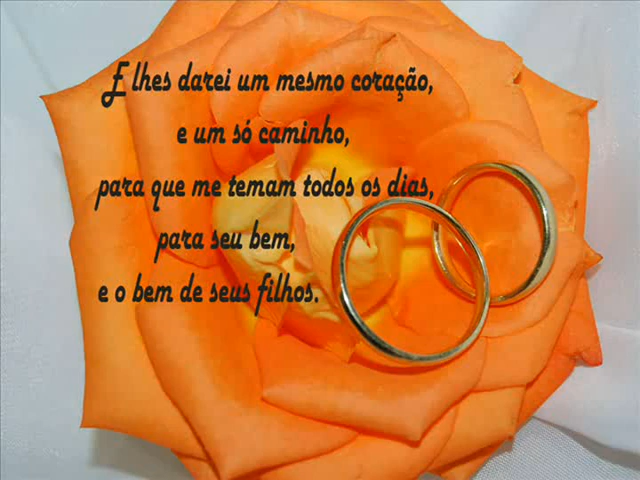 E lhes darei um mesmo coração,
e um só caminho,
para que me temam todos os dias,
para seu bem,
e o bem de seus filhos.